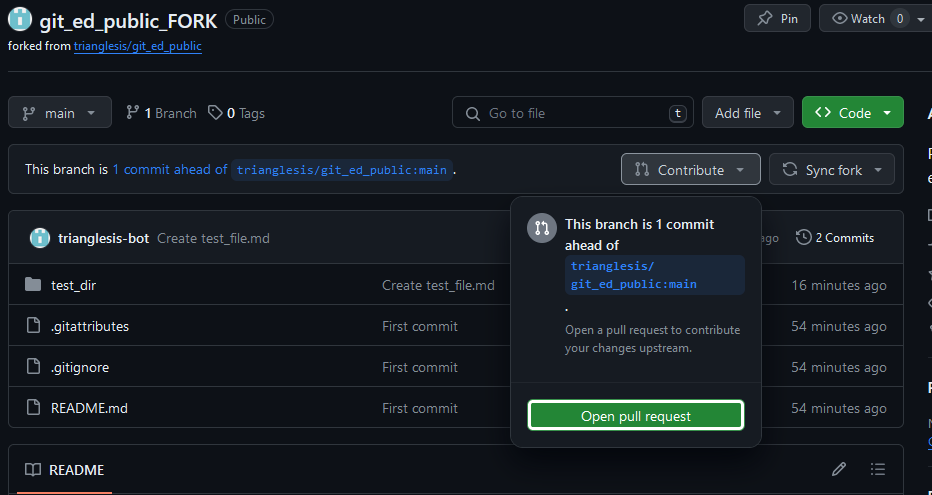 git_ed_public_FORK Public Pin Watch 0
forked from trianglesis/git_ed_public
main 1 Branch 0 Tags Go to file t Add file <> Code
This branch is 1 commit ahead of trianglesis/git_ed_public:main . Contribute Sync fork
This branch is 1 commit
ahead of
trianglesis/
git_ed_public:main
.
Open a pull request to contribute
your changes upstream.
Open pull request
trianglesis-bot Create test_file.md ago 2 Commits
test_dir Create test_file.md 16 minutes ago
.gitattributes First commit 54 minutes ago
.gitignore First commit 54 minutes ago
README.md First commit 54 minutes ago
README